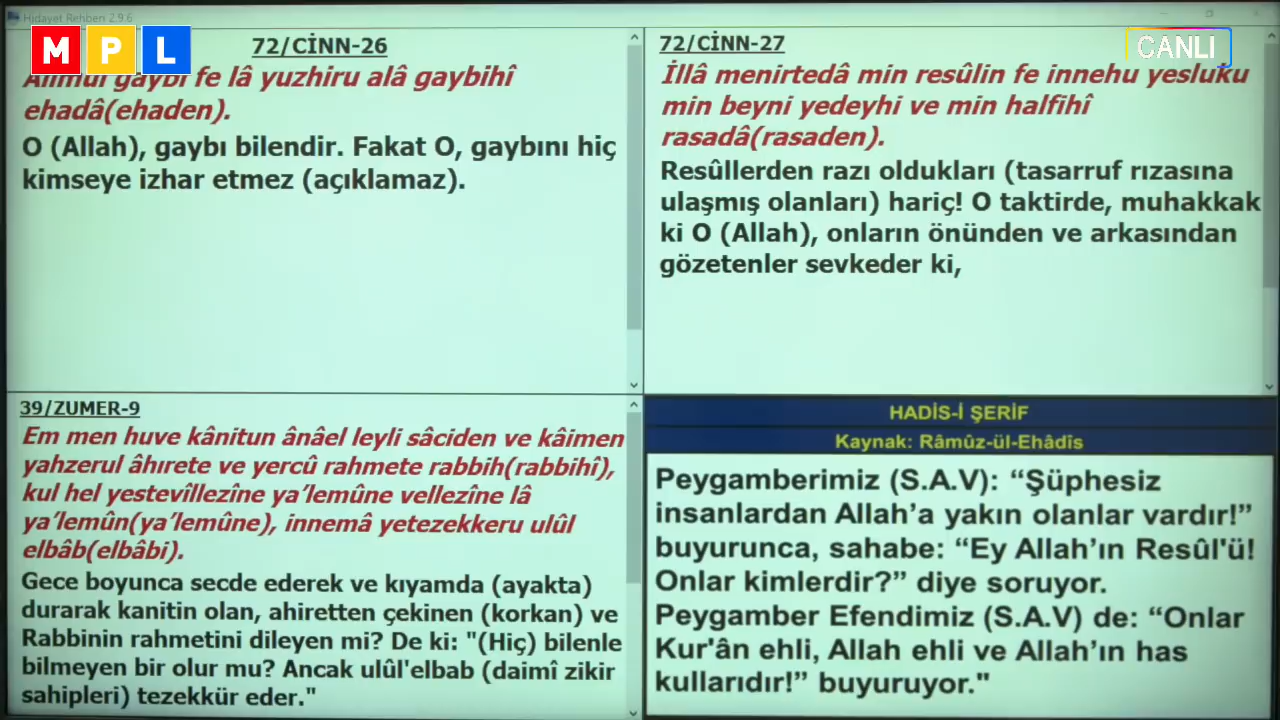 Hidayet Rehberi 2.9.6
MPL
CANLI
72/CİNN-26
Âlimul gaybi fe lâ yuzhiru alâ gaybihî
ehadâ(ehaden).
O (Allah), gaybı bilendir. Fakat O, gaybını hiç
kimseye izhar etmez (açıklamaz).
72/CİNN-27
İllâ menirtedâ min resûlin fe innehu yesluku
min beyni yedeyhi ve min halfihî
rasadâ(rasaden).
Resûllerden razı oldukları (tasarruf rızasına
ulaşmış olanları) hariç! O taktirde, muhakkak
ki O (Allah), onların önünden ve arkasından
gözetenler sevkeder ki,
39/ZUMER-9
Em men huve kânitun ânâel leyli sâciden ve kâimen
yahzerul âhırete ve yercû rahmete rabbih(rabbihî),
kul hel yestevîllezîne ya’lemûne vellezîne lâ
ya’lemûn(ya’lemûne), innemâ yetezekkeru ulûl
elbâb(elbâbi).
Gece boyunca secde ederek ve kıyamda (ayakta)
durarak kanitin olan, ahiretten çekinen (korkan) ve
Rabbinin rahmetini dileyen mi? De ki: "(Hiç) bilenle
bilmeyen bir olur mu? Ancak ulûl'elbab (daimî zikir
sahipleri) tezekkür eder."
HADİS-İ ŞERİF
Kaynak: Râmûz-ül-Ehâdîs
Peygamberimiz (S.A.V): “Şüphesiz
insanlardan Allah’a yakın olanlar vardır!”
buyurunca, sahabe: “Ey Allah’ın Resûl'ü!
Onlar kimlerdir?” diye soruyor.
Peygamber Efendimiz (S.A.V) de: “Onlar
Kur'ân ehli, Allah ehli ve Allah’ın has
kullarıdır!” buyuruyor."